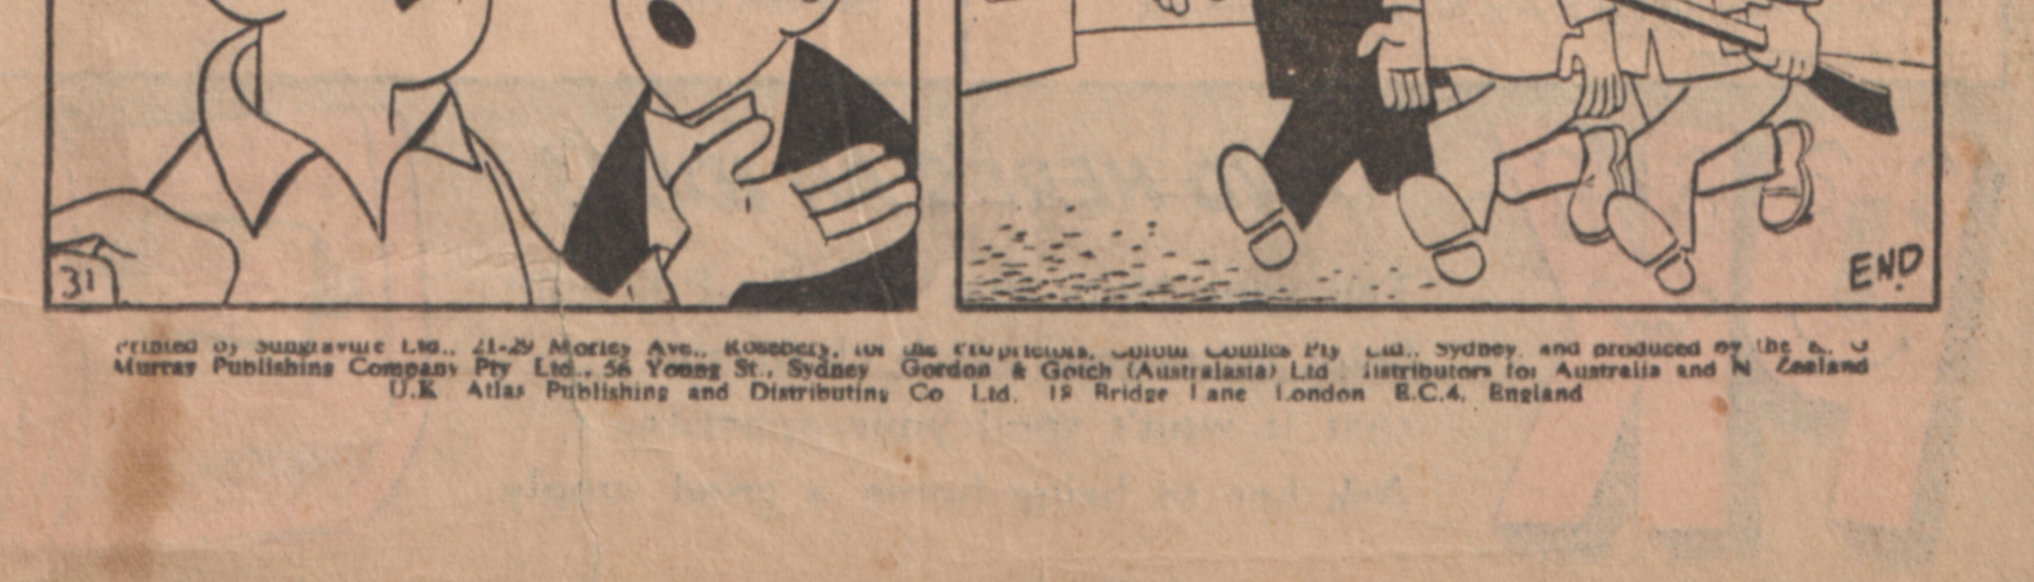 31
END
Printed by Sungravure Ltd., 21-29 Morley Ave., Rosebery, for the Proprietors, Colour Comics Pty Ltd., Sydney, and produced by the K. G
Murray Publishing Company Pty Ltd., 56 Young St., Sydney Gordon & Gotch (Australasia) Ltd distributors for Australia and N Zealand
U.K Atlas Publishing and Distributing Co Ltd. 18 Bridge Lane London E.C.4, England